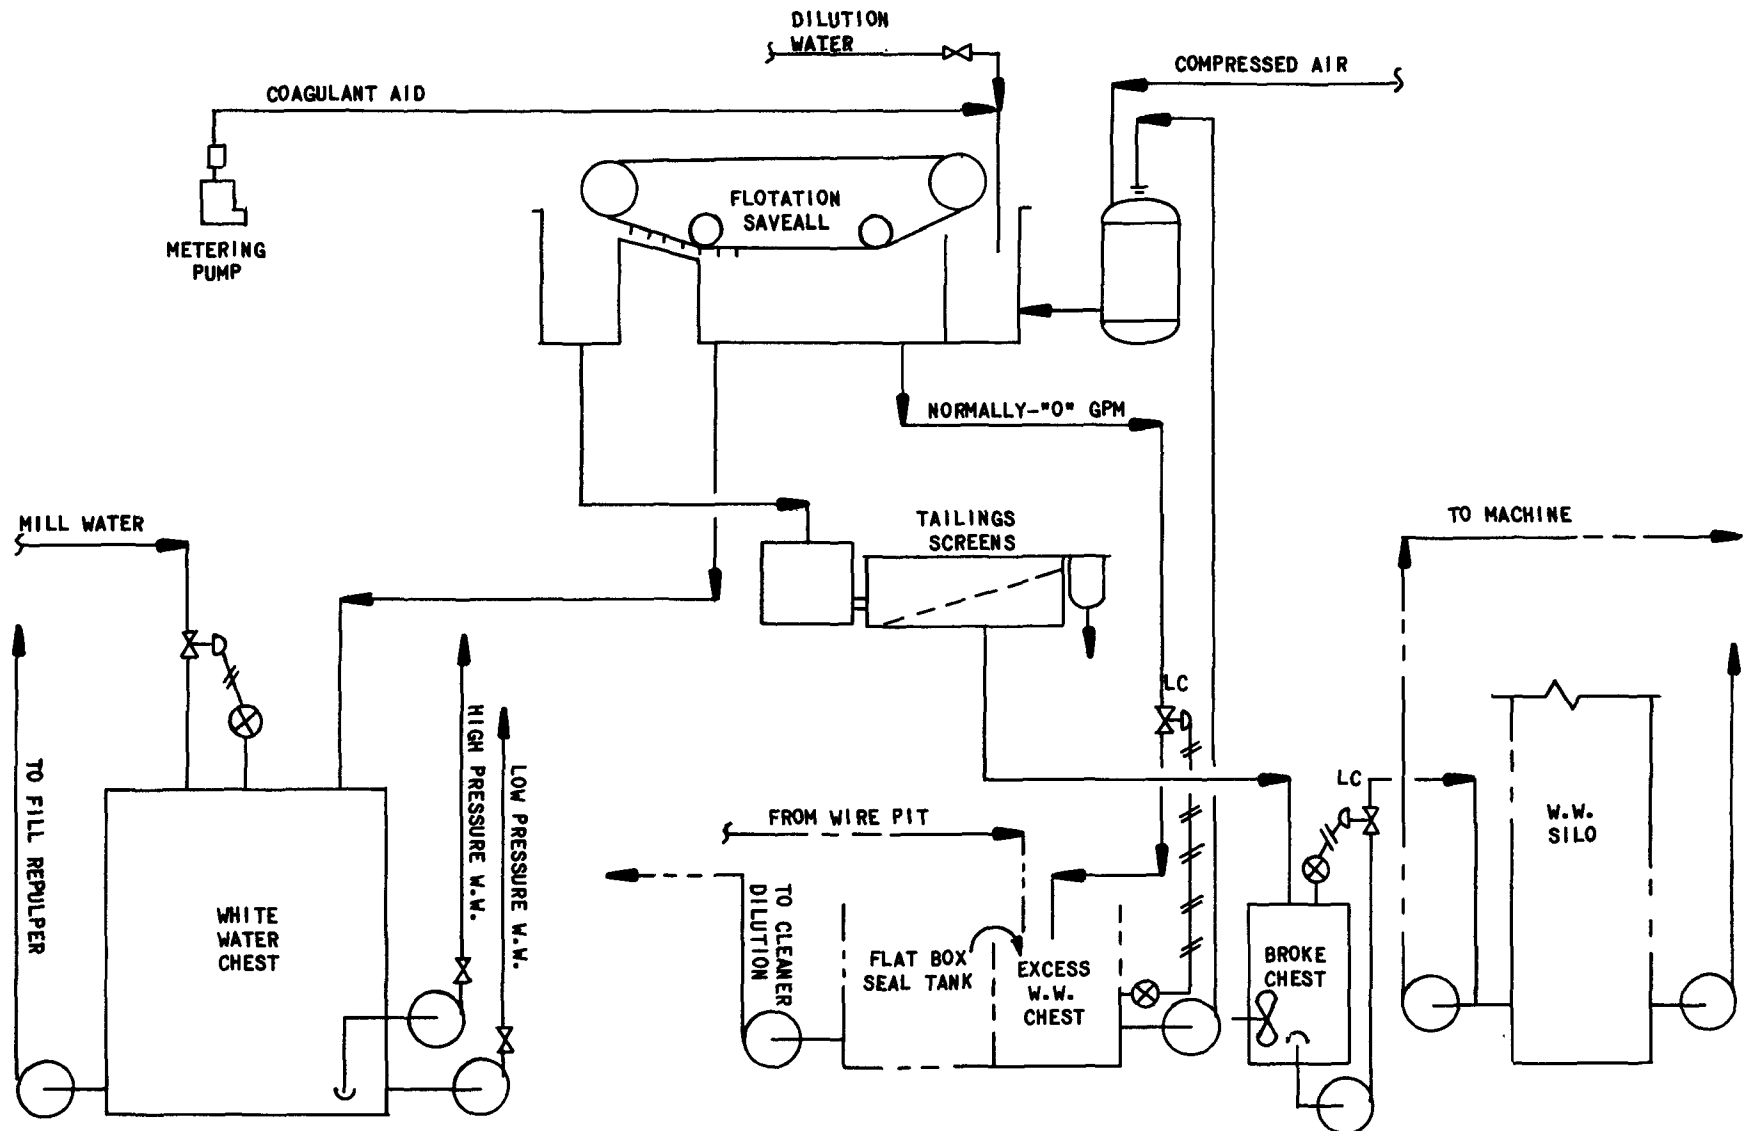 DILUTION
WATER
COMPRESSED AIR
COAGULANT AID
FLOTATION
SAVEALL
METERING
PUMP
NORMALLY-"O" GPM
MILL WATER
TAILINGS
SCREENS
TO MACHINE
LC
HIGH PRESSURE W.W.
LOW PRESSURE W.W.
TO FILL REPULPER
LC
FROM WIRE PIT
W.W.
SILO
TO CLEANER
DILUTION
WHITE
WATER
CHEST
FLAT BOX
SEAL TANK
EXCESS
W.W.
CHEST
BROKE
CHEST